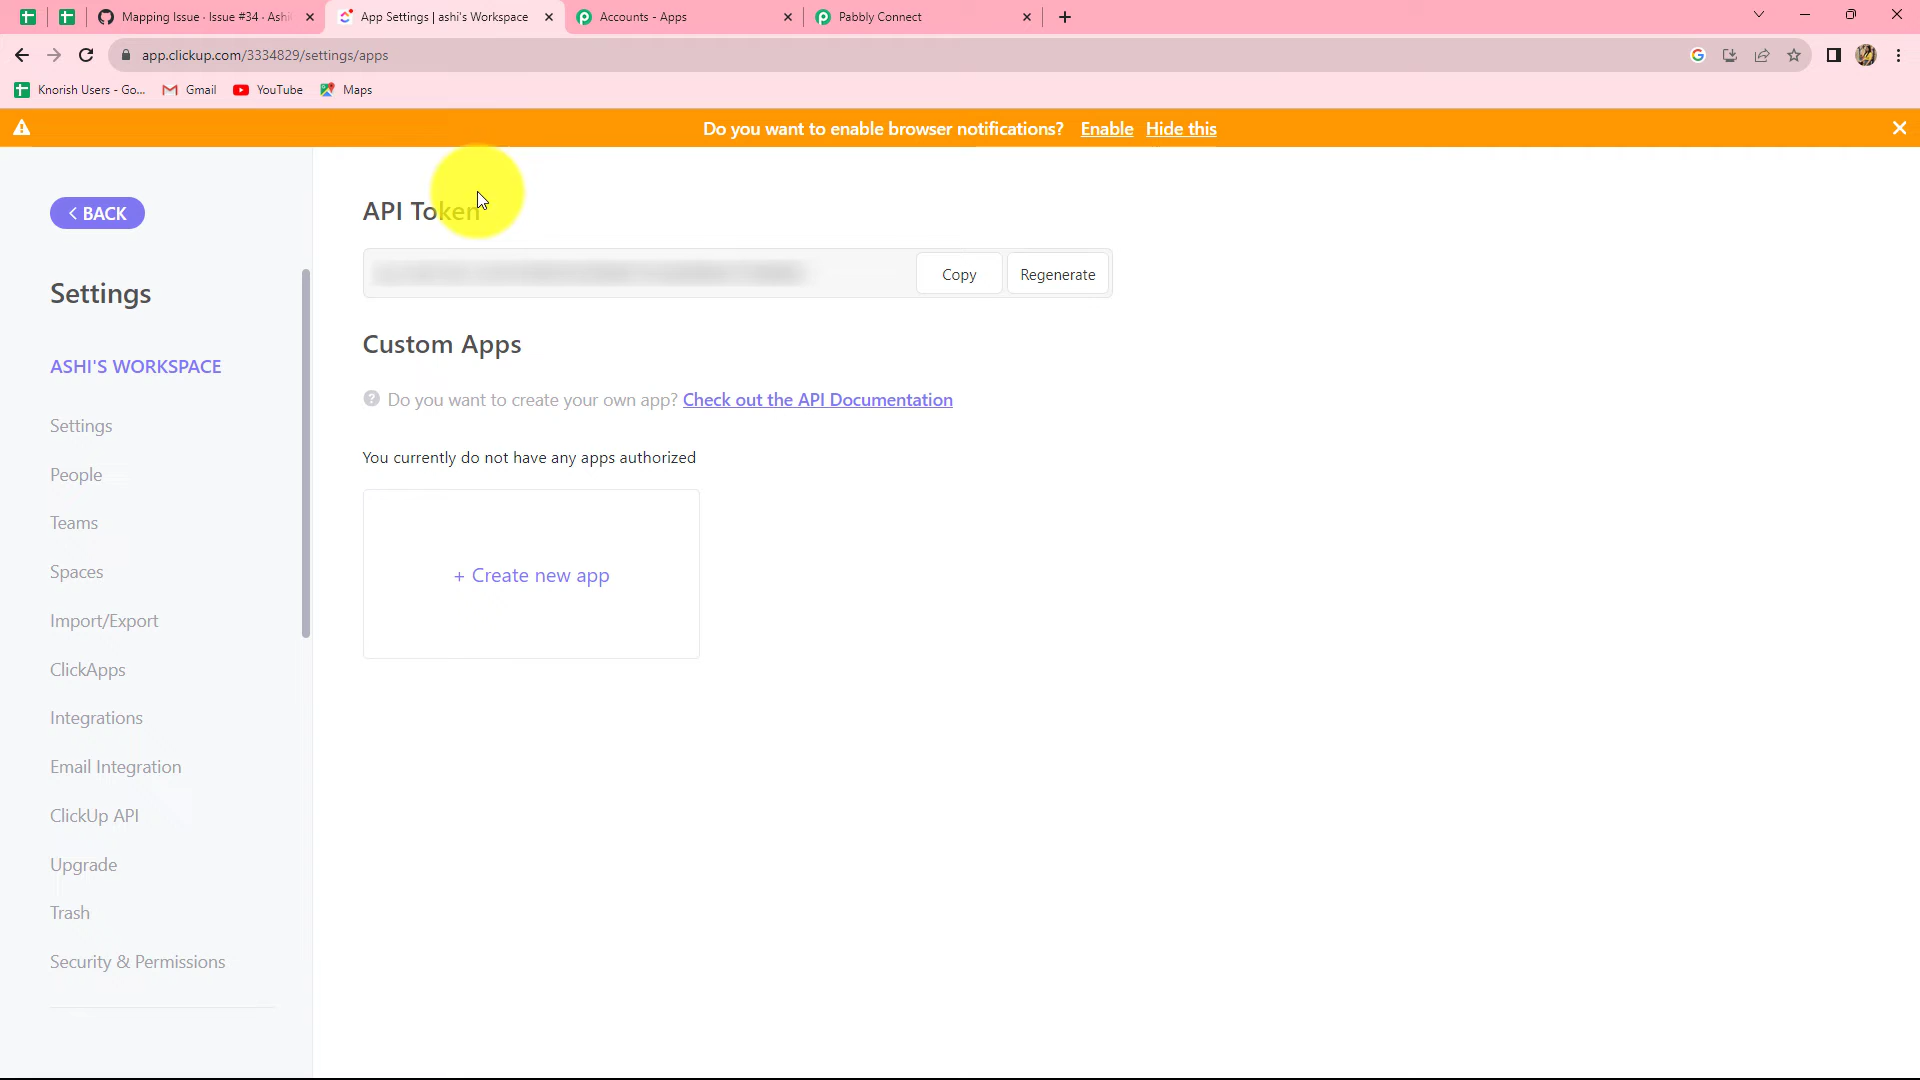 Mapping Issue · Issue #34 · Ashi
App Settings | ashi's Workspace
Accounts - Apps
Pabbly Connect
app.clickup.com/3334829/settings/apps
Knorish Users - Go...
Gmail
YouTube
Maps
Do you want to enable browser notifications? Enable Hide this
< BACK
Settings
ASHI'S WORKSPACE
Settings
People
Teams
Spaces
Import/Export
ClickApps
Integrations
Email Integration
ClickUp API
Upgrade
Trash
Security & Permissions
API Token
Copy
Regenerate
Custom Apps
Do you want to create your own app? Check out the API Documentation
You currently do not have any apps authorized
+ Create new app